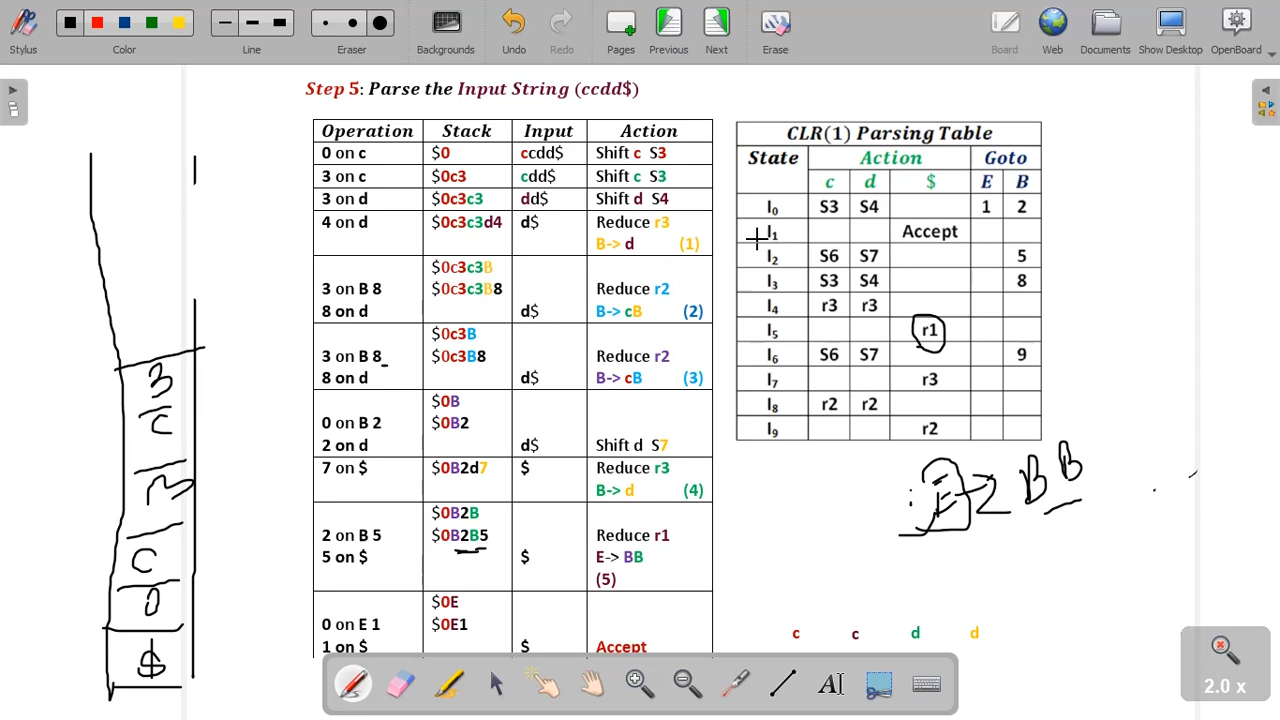 Stylus Color Line Eraser Backgrounds Undo Redo Pages Previous Next Erase Board Web Documents Show Desktop OpenBoard
Step 5: Parse the Input String (ccdd$)
Operation Stack Input Action
0 on c $0 ccdd$ Shift c S3
3 on c $0c3 cdd$ Shift c S3
3 on d $0c3c3 dd$ Shift d S4
4 on d $0c3c3d4 d$ Reduce r3
B-> d (1)
$0c3c3B
3 on B 8 $0c3c3B8 Reduce r2
8 on d d$ B-> cB (2)
$0c3B
3 on B 8 $0c3B8 Reduce r2
8 on d d$ B-> cB (3)
$0B
0 on B 2 $0B2
2 on d d$ Shift d S7
7 on $ $0B2d7 $ Reduce r3
B-> d (4)
$0B2B
2 on B 5 $0B2B5 Reduce r1
5 on $ $ E-> BB
(5)
$0E
0 on E 1 $0E1
1 on $ $ Accept
CLR(1) Parsing Table
State Action Goto
c d $ E B
I₀ S3 S4 1 2
I₁ Accept
I₂ S6 S7 5
I₃ S3 S4 8
I₄ r3 r3
I₅ r1
I₆ S6 S7 9
I₇ r3
I₈ r2 r2
I₉ r2
B B
c c d d
3
c
3
C
0
$
2.0 x